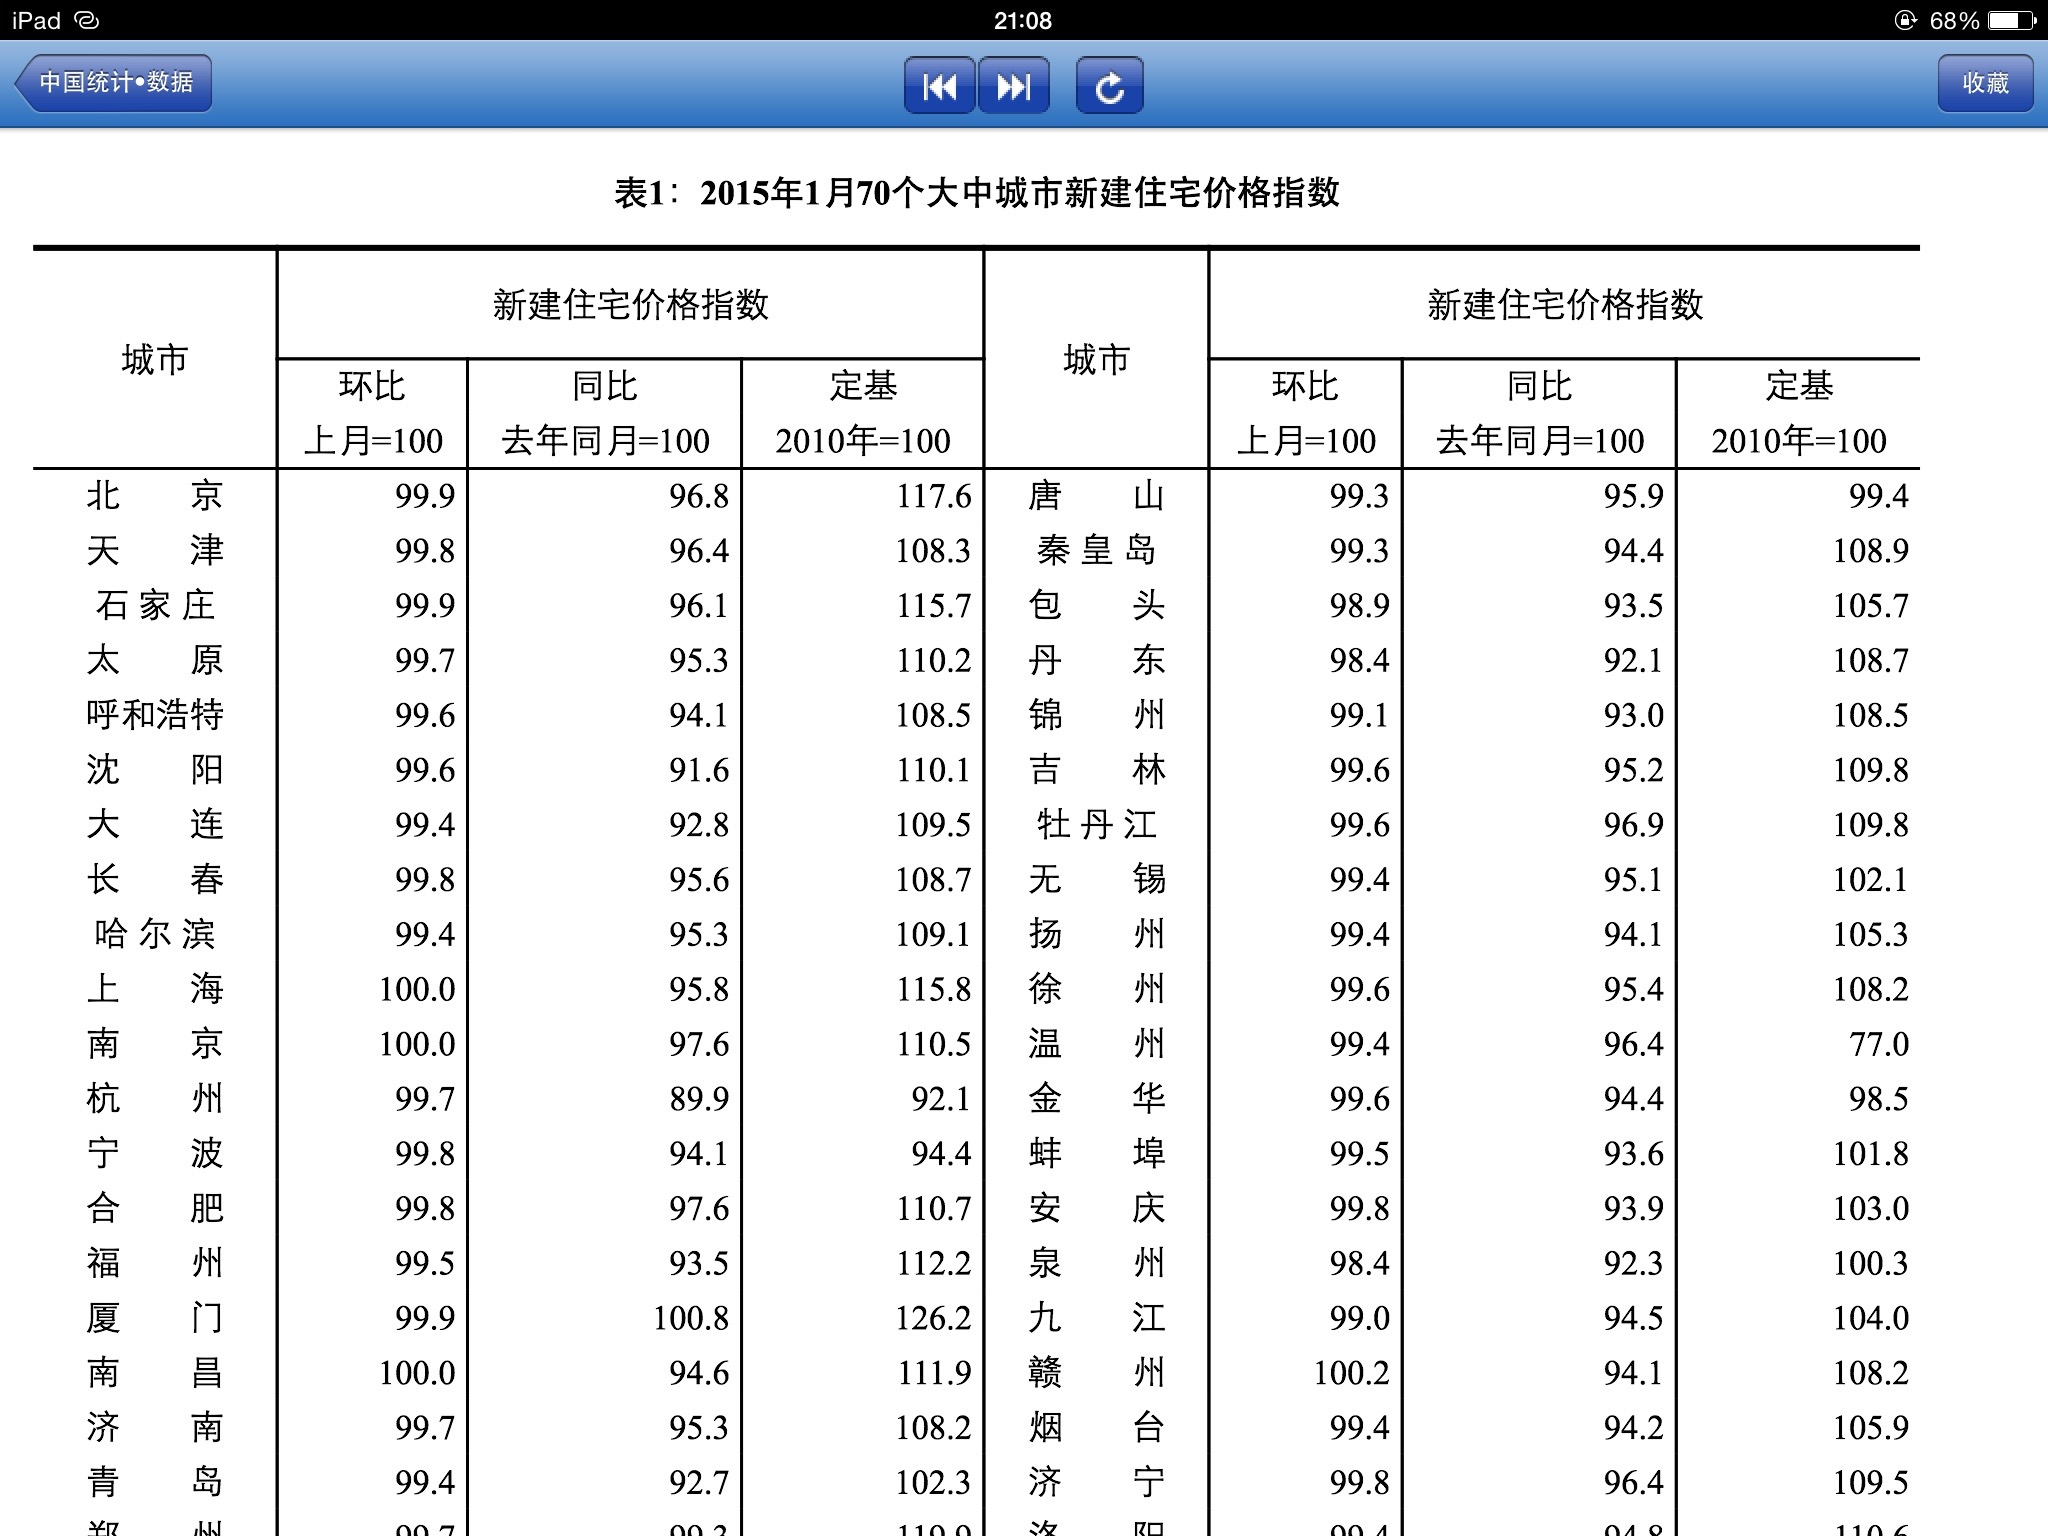 iPad 21:08 68%
中国统计•数据 收藏
表1：2015年1月70个大中城市新建住宅价格指数
城市 新建住宅价格指数 城市 新建住宅价格指数
环比 同比 定基 环比 同比 定基
上月=100 去年同月=100 2010年=100 上月=100 去年同月=100 2010年=100
北 京 99.9 96.8 117.6 唐 山 99.3 95.9 99.4
天 津 99.8 96.4 108.3 秦皇岛 99.3 94.4 108.9
石家庄 99.9 96.1 115.7 包 头 98.9 93.5 105.7
太 原 99.7 95.3 110.2 丹 东 98.4 92.1 108.7
呼和浩特 99.6 94.1 108.5 锦 州 99.1 93.0 108.5
沈 阳 99.6 91.6 110.1 吉 林 99.6 95.2 109.8
大 连 99.4 92.8 109.5 牡丹江 99.6 96.9 109.8
长 春 99.8 95.6 108.7 无 锡 99.4 95.1 102.1
哈尔滨 99.4 95.3 109.1 扬 州 99.4 94.1 105.3
上 海 100.0 95.8 115.8 徐 州 99.6 95.4 108.2
南 京 100.0 97.6 110.5 温 州 99.4 96.4 77.0
杭 州 99.7 89.9 92.1 金 华 99.6 94.4 98.5
宁 波 99.8 94.1 94.4 蚌 埠 99.5 93.6 101.8
合 肥 99.8 97.6 110.7 安 庆 99.8 93.9 103.0
福 州 99.5 93.5 112.2 泉 州 98.4 92.3 100.3
厦 门 99.9 100.8 126.2 九 江 99.0 94.5 104.0
南 昌 100.0 94.6 111.9 赣 州 100.2 94.1 108.2
济 南 99.7 95.3 108.2 烟 台 99.4 94.2 105.9
青 岛 99.4 92.7 102.3 济 宁 99.8 96.4 109.5
郑 州 洛 阳